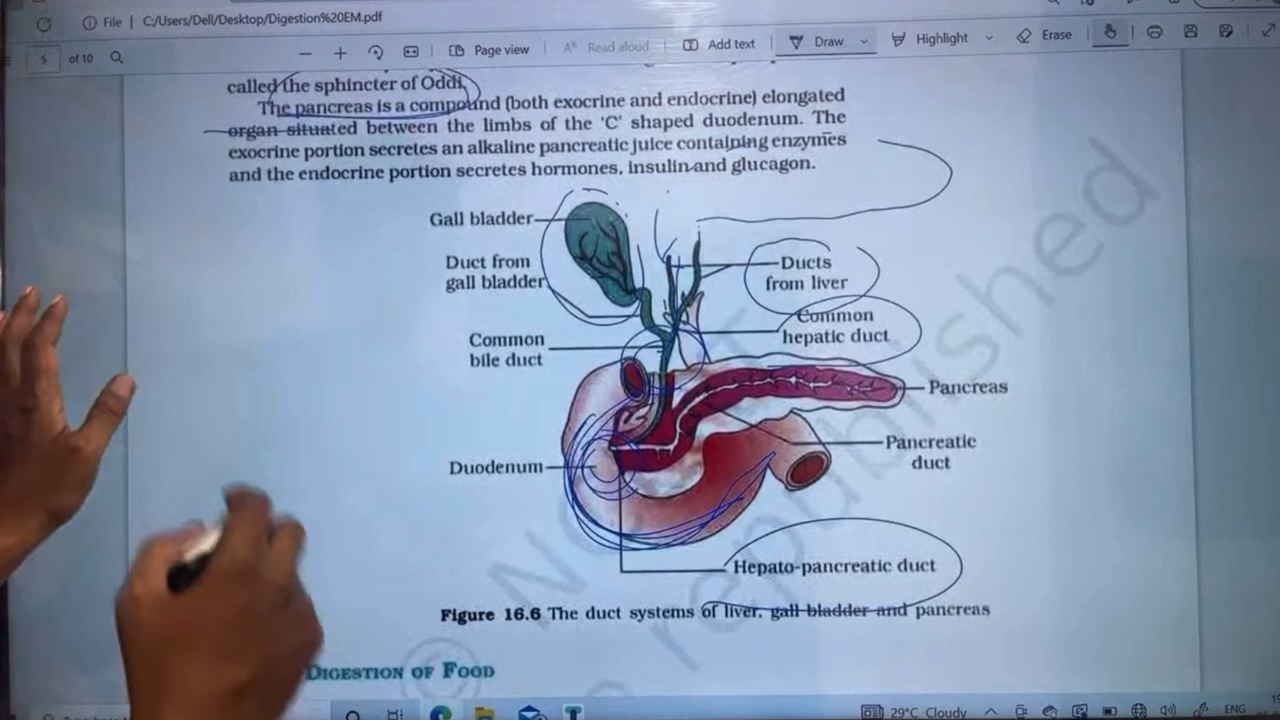 File | C:/Users/Dell/Desktop/Digestion%20EM.pdf
5 of 10 Page view Read aloud Add text Draw Highlight Erase
called the sphincter of Oddi.
The pancreas is a compound (both exocrine and endocrine) elongated
organ situated between the limbs of the 'C' shaped duodenum. The
exocrine portion secretes an alkaline pancreatic juice containing enzymes
and the endocrine portion secretes hormones, insulin and glucagon.
Gall bladder
Duct from
gall bladder
Ducts
from liver
Common
hepatic duct
Common
bile duct
Pancreas
Pancreatic
duct
Duodenum
Hepato-pancreatic duct
Figure 16.6 The duct systems of liver, gall bladder and pancreas
DIGESTION OF FOOD
republished
29°C Cloudy ENG